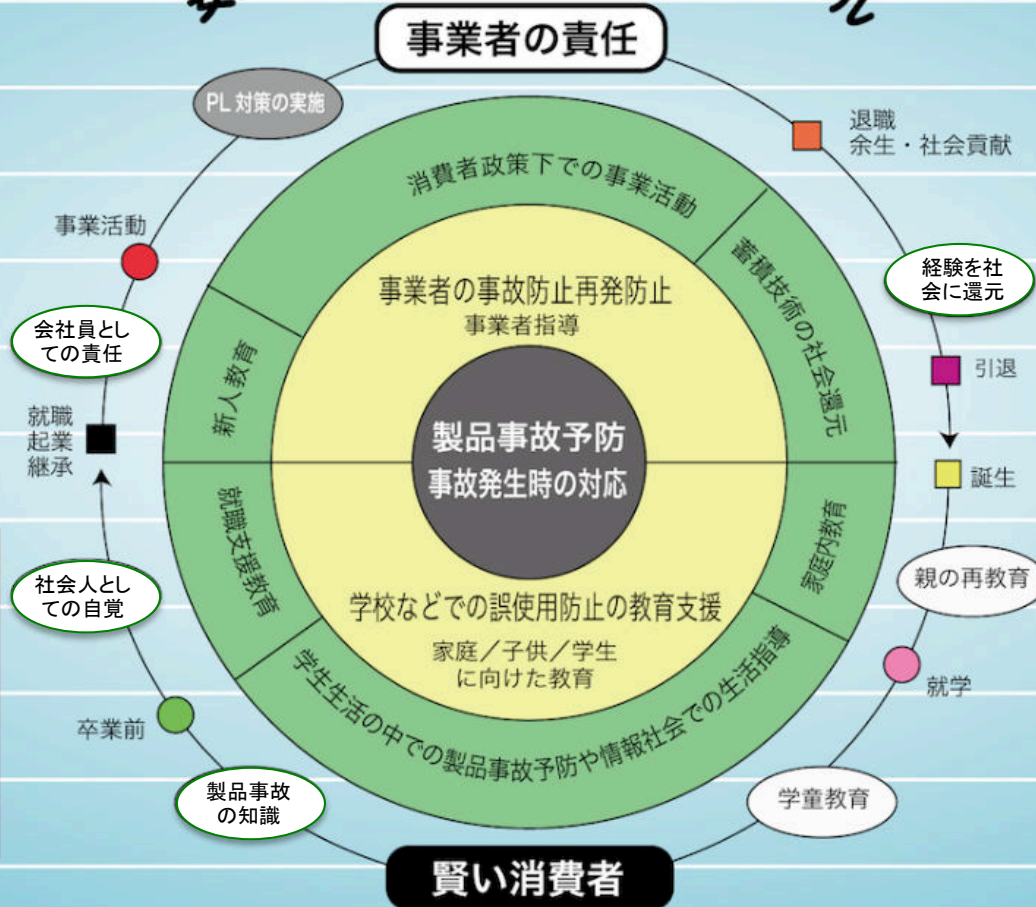 事業者の責任
PL 対策の実施
退職
余生・社会貢献
消費者政策下での事業活動
事業活動
蓄積技術の社会還元
経験を社
会に還元
事業者の事故防止再発防止
事業者指導
会社員とし
ての責任
新人教育
引退
就職
起業
継承
製品事故予防
事故発生時の対応
誕生
就職支援教育
家庭内教育
親の再教育
社会人とし
ての自覚
学校などでの誤使用防止の教育支援
家庭/子供/学生
に向けた教育
学生生活の中での製品事故予防や情報社会での生活指導
就学
卒業前
製品事故
の知識
学童教育
賢い消費者